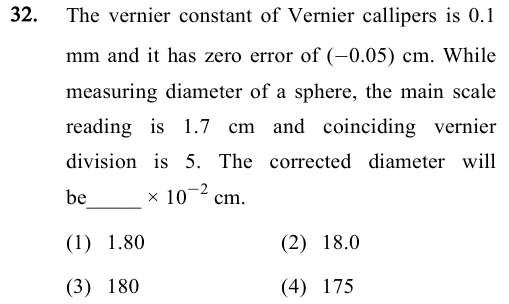 32. The vernier constant of Vernier callipers is 0.1
mm and it has zero error of (−0.05) cm. While
measuring diameter of a sphere, the main scale
reading is 1.7 cm and coinciding vernier
division is 5. The corrected diameter will
be_____ × 10⁻² cm.
(1) 1.80 (2) 18.0
(3) 180 (4) 175